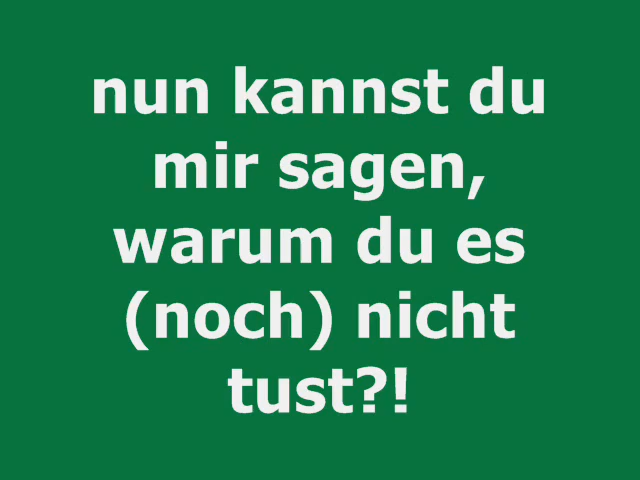 nun kannst du
mir sagen,
warum du es
(noch) nicht
tust?!